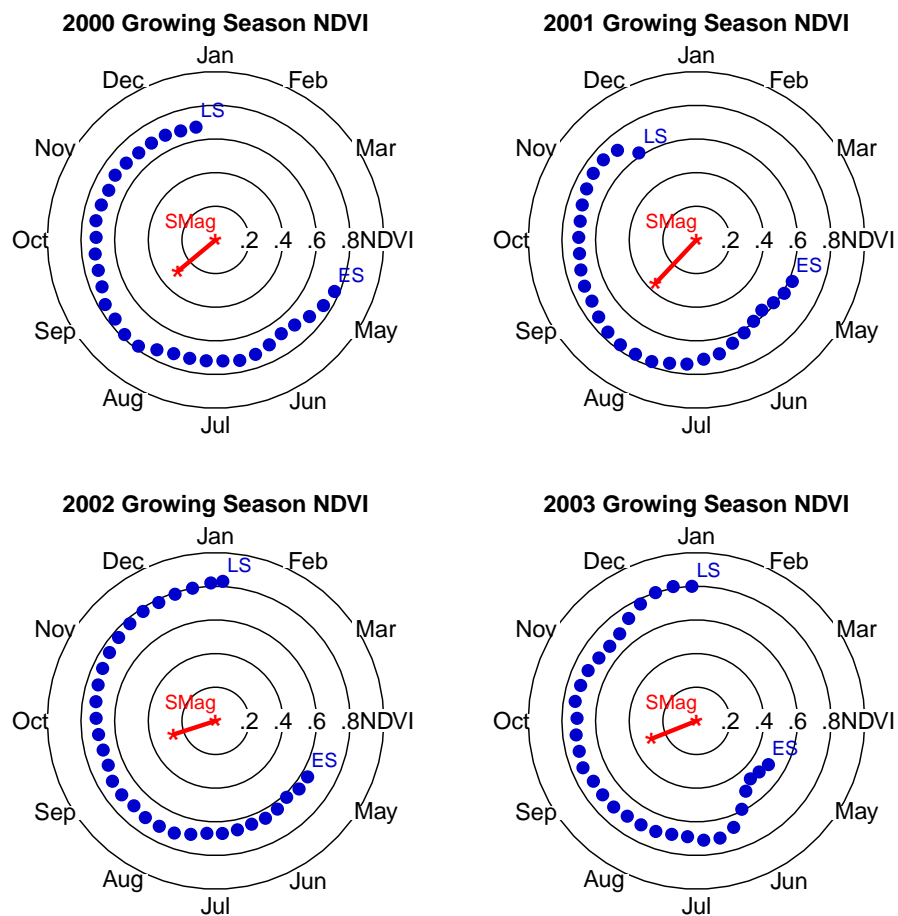 2000 Growing Season NDVI
Jan
Dec
Feb
LS
Nov
Mar
SMag
Oct
.2 .4 .6 .8NDVI
ES
Sep
May
Aug
Jun
Jul
2001 Growing Season NDVI
Jan
Dec
Feb
LS
Nov
Mar
SMag
Oct
.2 .4 .6 .8NDVI
ES
Sep
May
Aug
Jun
Jul
2002 Growing Season NDVI
Jan
Dec
Feb
LS
Nov
Mar
SMag
Oct
.2 .4 .6 .8NDVI
ES
Sep
May
Aug
Jun
Jul
2003 Growing Season NDVI
Jan
Dec
Feb
LS
Nov
Mar
SMag
Oct
.2 .4 .6 .8NDVI
ES
Sep
May
Aug
Jun
Jul